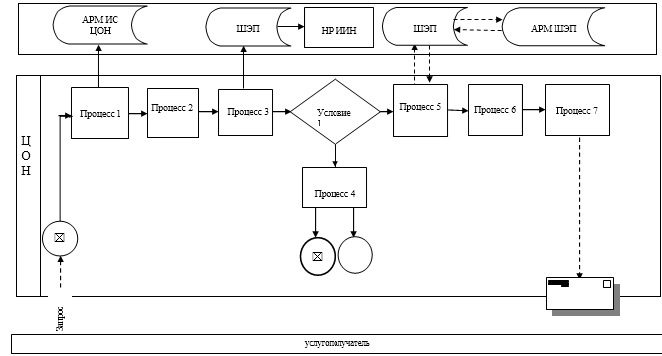 АРМ ИС
ЦОН
ШЭП
НР ИИН
ШЭП
АРМ ШЭП
Ц
О
Н
Процесс 1
Процесс 2
Процесс 3
Условие
1
Процесс 5
Процесс 6
Процесс 7
Процесс 4
Запрос
услугополучатель